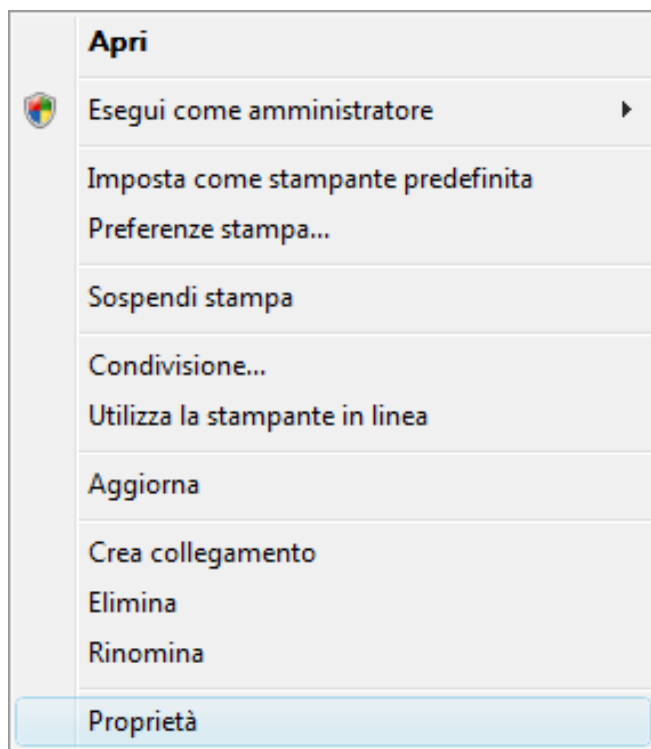 Apri
Esegui come amministratore
Imposta come stampante predefinita
Preferenze stampa...
Sospendi stampa
Condivisione...
Utilizza la stampante in linea
Aggiorna
Crea collegamento
Elimina
Rinomina
Proprietà